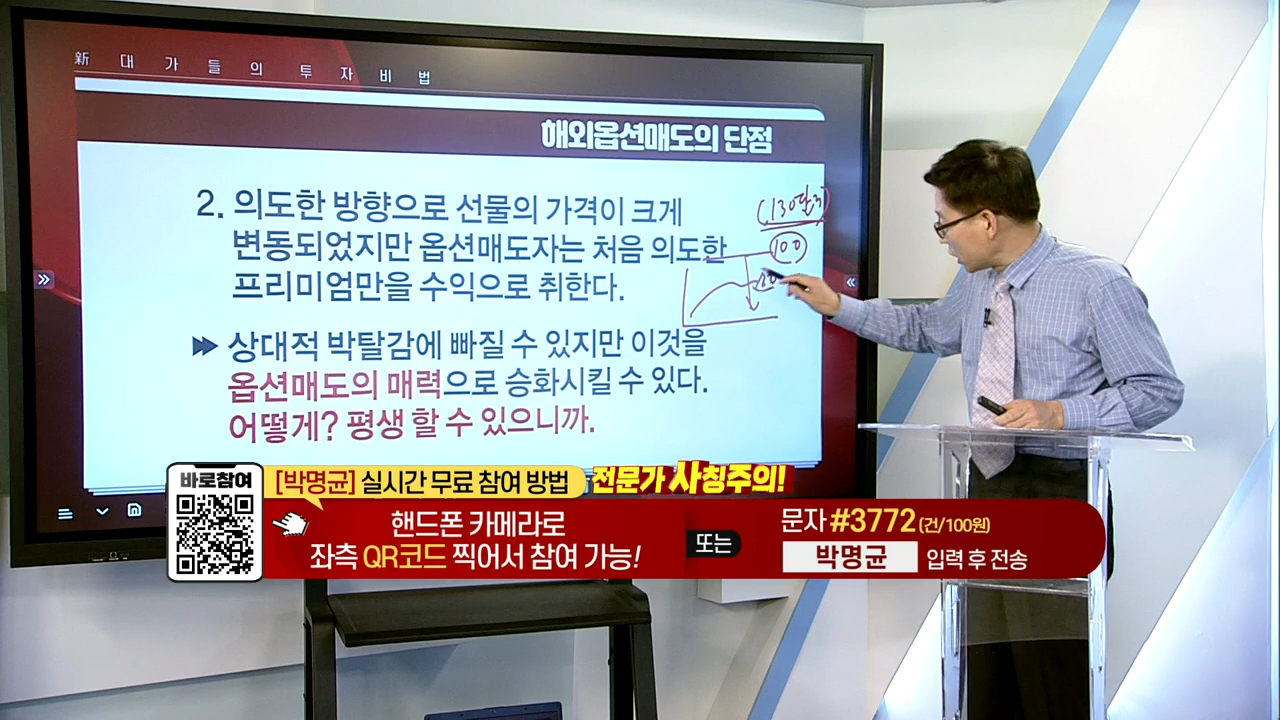 新 대 가 들 의 투 자 비 법
해외옵션매도의 단점
2. 의도한 방향으로 선물의 가격이 크게
변동되었지만 옵션매도자는 처음 의도한
프리미엄만을 수익으로 취한다.
(130만기)
100
▶▶ 상대적 박탈감에 빠질 수 있지만 이것을
옵션매도의 매력으로 승화시킬 수 있다.
어떻게? 평생 할 수 있으니까.
바로참여
[박명균] 실시간 무료 참여 방법
전문가 사칭주의!
핸드폰 카메라로
좌측 QR코드 찍어서 참여 가능!
또는
문자 #3772 (건/100원)
박명균 입력 후 전송